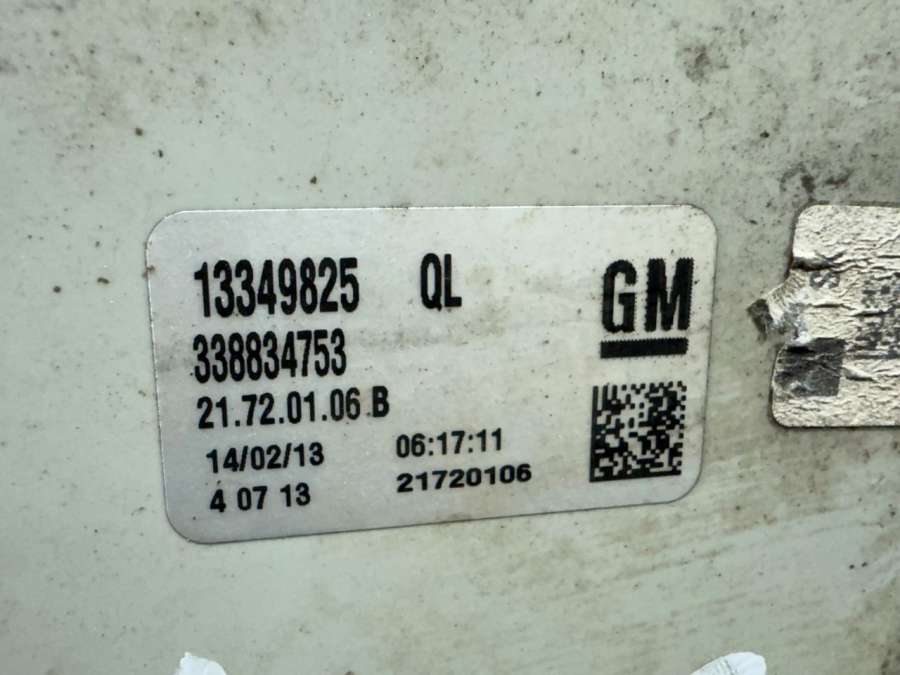 13349825 QL
GM
338834753
21.72.01.06 B
14/02/13 06:17:11
4 07 13 21720106